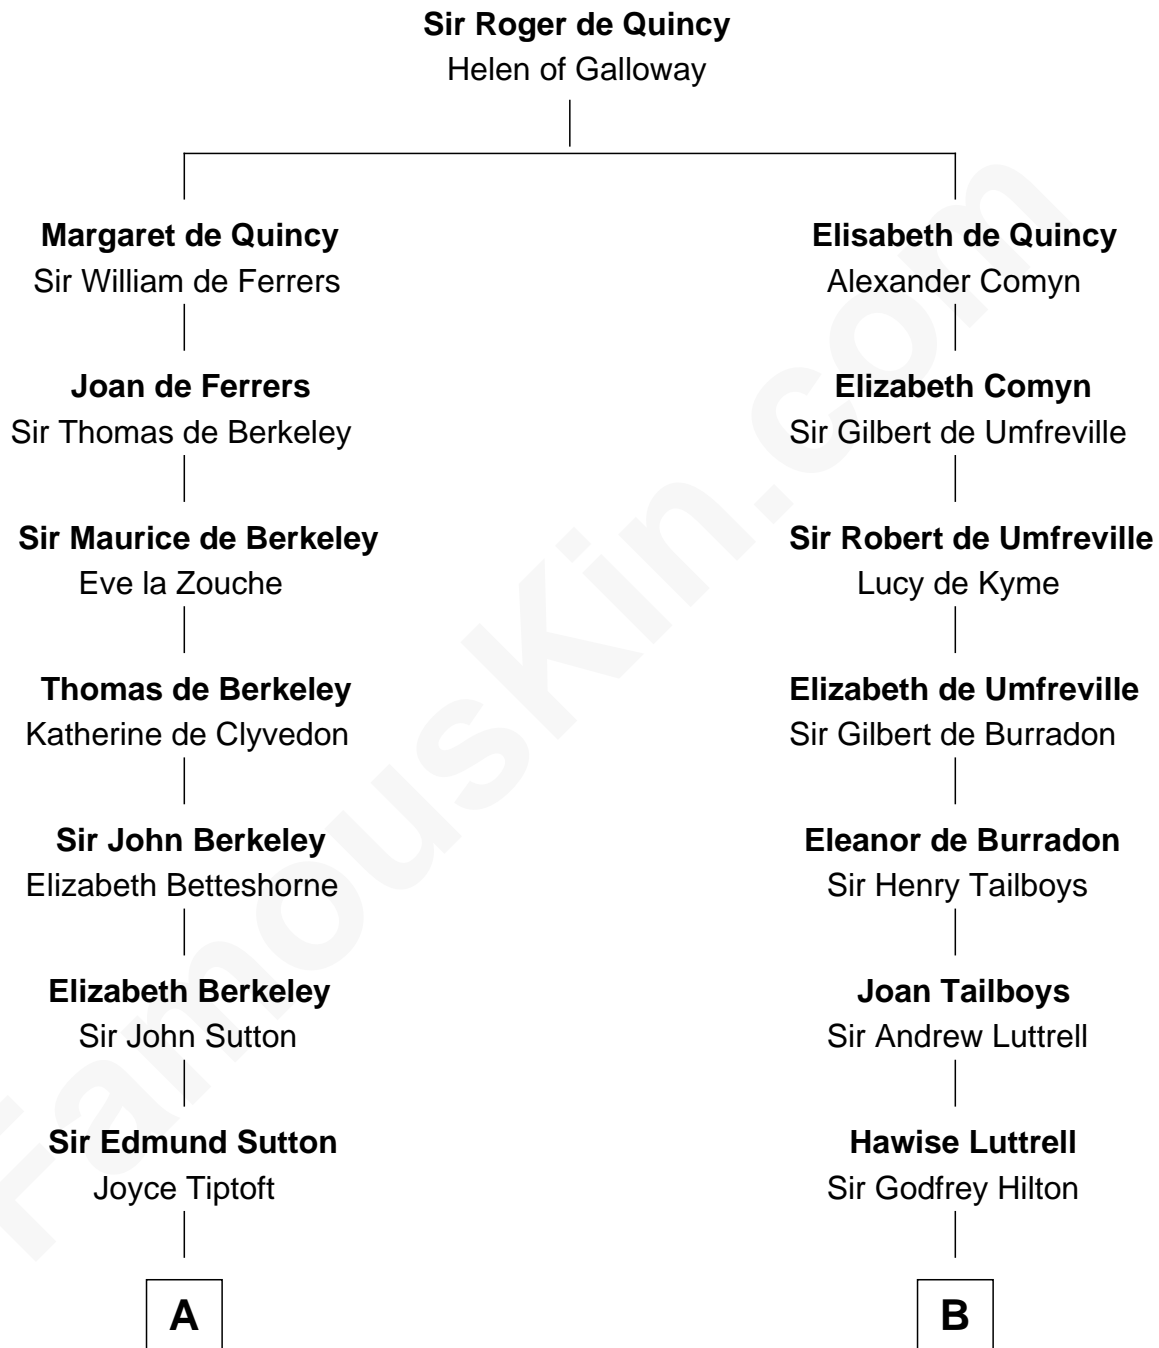 Sir Roger de Quincy
Helen of Galloway
Margaret de Quincy
Sir William de Ferrers
Elisabeth de Quincy
Alexander Comyn
Joan de Ferrers
Sir Thomas de Berkeley
Elizabeth Comyn
Sir Gilbert de Umfreville
Sir Maurice de Berkeley
Eve la Zouche
Sir Robert de Umfreville
Lucy de Kyme
Thomas de Berkeley
Katherine de Clyvedon
Elizabeth de Umfreville
Sir Gilbert de Burradon
Sir John Berkeley
Elizabeth Betteshorne
Eleanor de Burradon
Sir Henry Tailboys
Elizabeth Berkeley
Sir John Sutton
Joan Tailboys
Sir Andrew Luttrell
Sir Edmund Sutton
Joyce Tiptoft
Hawise Luttrell
Sir Godfrey Hilton
A
B
FamousKin.com